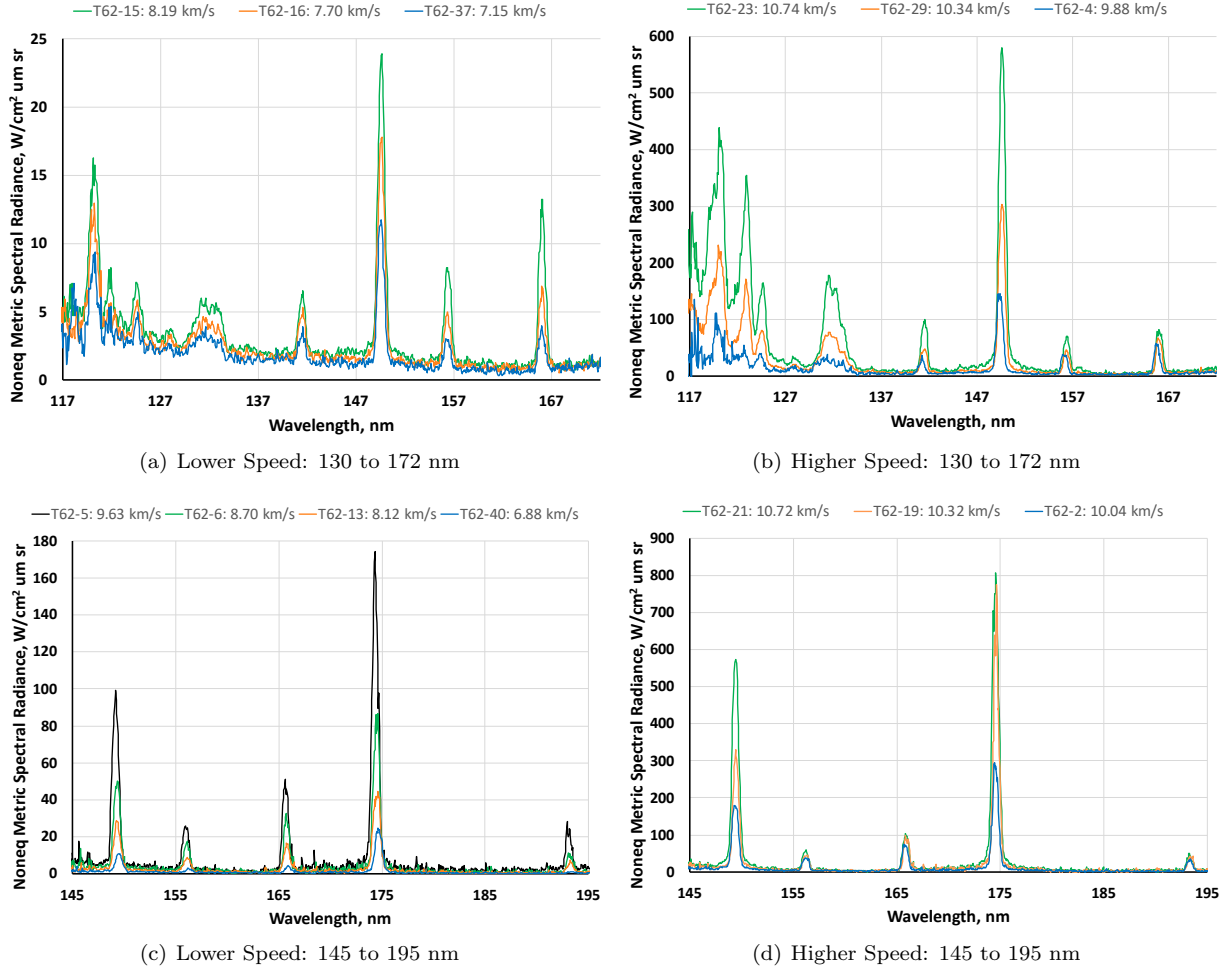 T62-15: 8.19 km/s T62-16: 7.70 km/s T62-37: 7.15 km/s
Noneq Metric Spectral Radiance, W/cm² um sr
25
20
15
10
5
0
117 127 137 147 157 167
Wavelength, nm
(a) Lower Speed: 130 to 172 nm
T62-23: 10.74 km/s T62-29: 10.34 km/s T62-4: 9.88 km/s
Noneq Metric Spectral Radiance, W/cm² um sr
600
500
400
300
200
100
0
117 127 137 147 157 167
Wavelength, nm
(b) Higher Speed: 130 to 172 nm
T62-5: 9.63 km/s T62-6: 8.70 km/s T62-13: 8.12 km/s T62-40: 6.88 km/s
Noneq Metric Spectral Radiance, W/cm² um sr
180
160
140
120
100
80
60
40
20
0
145 155 165 175 185 195
Wavelength, nm
(c) Lower Speed: 145 to 195 nm
T62-21: 10.72 km/s T62-19: 10.32 km/s T62-2: 10.04 km/s
Noneq Metric Spectral Radiance, W/cm² um sr
900
800
700
600
500
400
300
200
100
0
145 155 165 175 185 195
Wavelength, nm
(d) Higher Speed: 145 to 195 nm